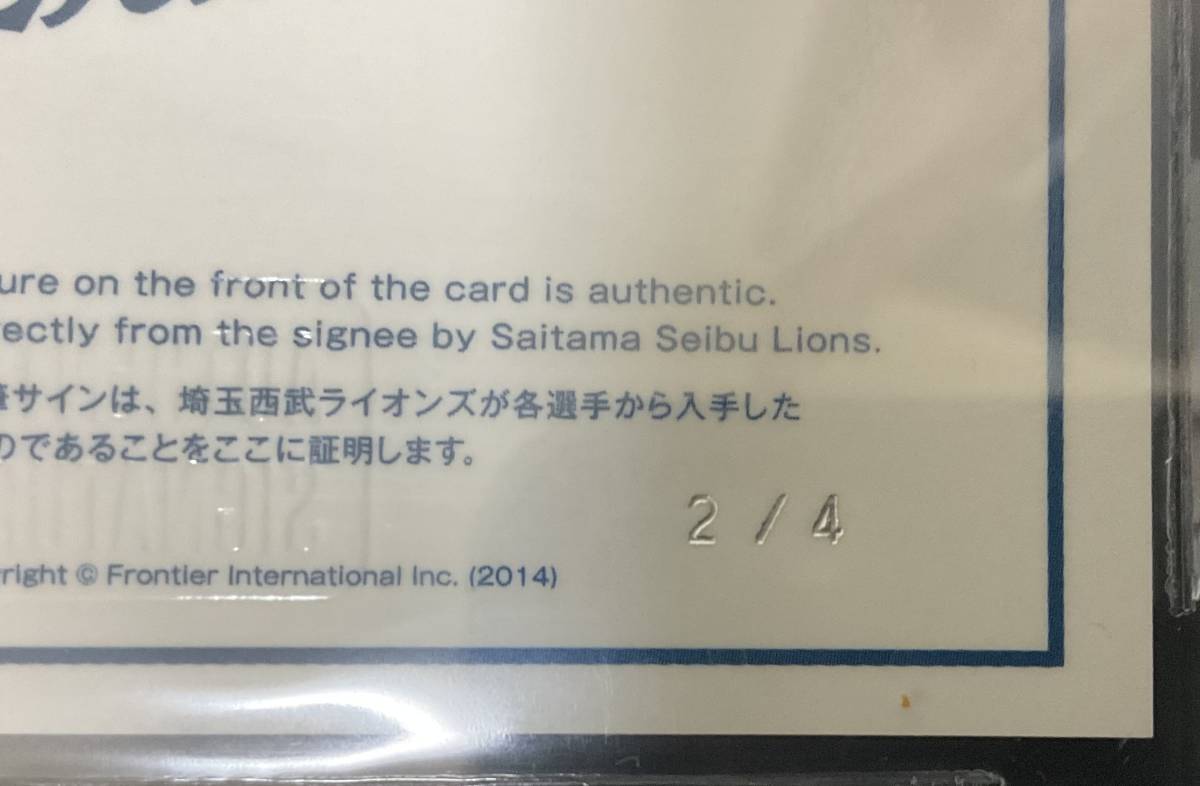 ure on the front of the card is authentic.
ectly from the signee by Saitama Seibu Lions.
サインは、埼玉西武ライオンズが各選手から入手した
のであることをここに証明します。
2 / 4
right © Frontier International Inc. (2014)